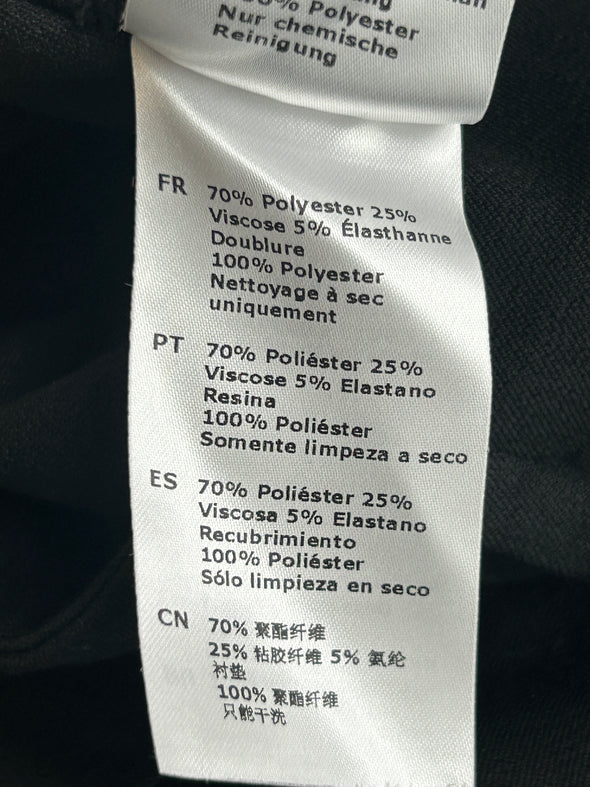 % Polyester
Nur chemische
Reinigung
FR 70% Polyester 25%
Viscose 5% Élasthanne
Doublure
100% Polyester
Nettoyage à sec
uniquement
PT 70% Poliéster 25%
Viscose 5% Elastano
Resina
100% Poliéster
Somente limpeza a seco
ES 70% Poliéster 25%
Viscosa 5% Elastano
Recubrimiento
100% Poliéster
Sólo limpieza en seco
CN 70% 聚酯纤维
25% 粘胶纤维 5% 氨纶
衬垫
100% 聚酯纤维
只能干洗